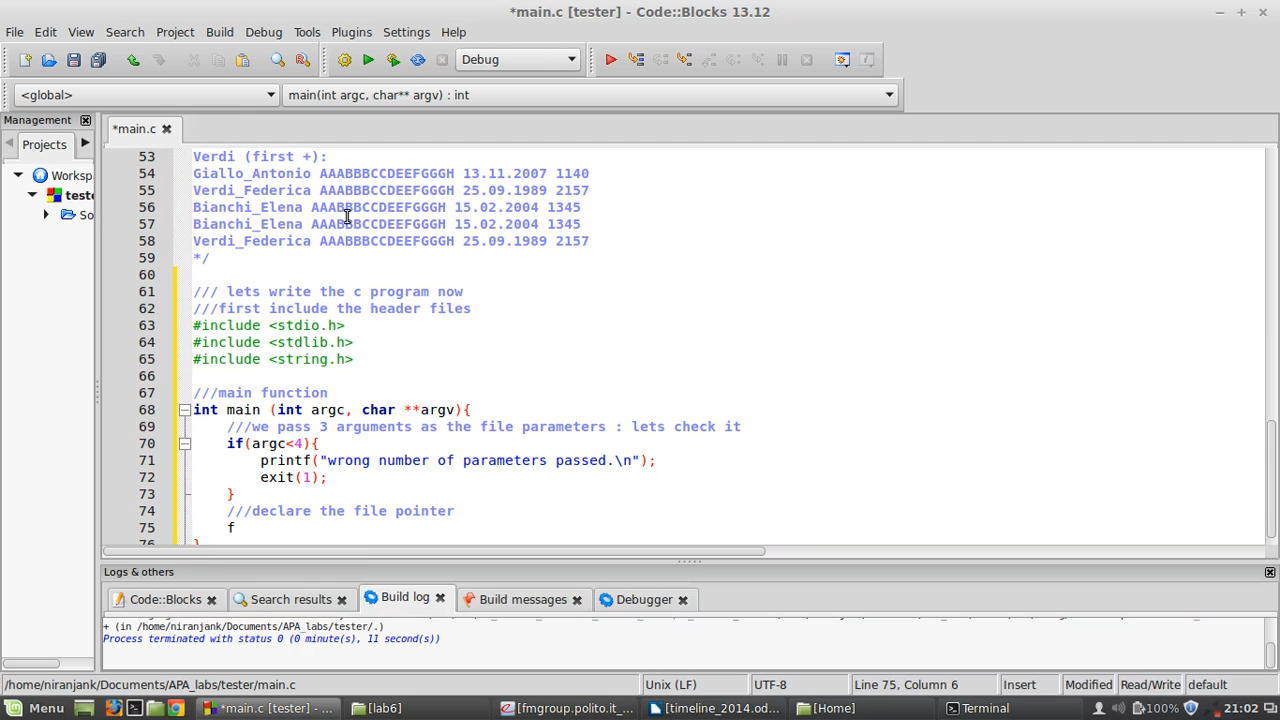 *main.c [tester] - Code::Blocks 13.12
File Edit View Search Project Build Debug Tools Plugins Settings Help
Debug
<global> main(int argc, char** argv) : int
Management
*main.c
Projects
53 Verdi (first +):
54 Giallo_Antonio AAABBBCCDEEFGGGH 13.11.2007 1140
55 Verdi_Federica AAABBBCCDEEFGGGH 25.09.1989 2157
56 Bianchi_Elena AAABBBCCDEEFGGGH 15.02.2004 1345
57 Bianchi_Elena AAABBBCCDEEFGGGH 15.02.2004 1345
58 Verdi_Federica AAABBBCCDEEFGGGH 25.09.1989 2157
59 */
60
61 /// lets write the c program now
62 ///first include the header files
63 #include <stdio.h>
64 #include <stdlib.h>
65 #include <string.h>
66
67 ///main function
68 int main (int argc, char **argv){
69 ///we pass 3 arguments as the file parameters : lets check it
70 if(argc<4){
71 printf("wrong number of parameters passed.\n");
72 exit(1);
73 }
74 ///declare the file pointer
75 f
76 }
Worksp
teste
So
Logs & others
Code::Blocks Search results Build log Build messages Debugger
+ (in /home/niranjank/Documents/APA_labs/tester/.)
Process terminated with status 0 (0 minute(s), 11 second(s))
/home/niranjank/Documents/APA_labs/tester/main.c Unix (LF) UTF-8 Line 75, Column 6 Insert Modified Read/Write default
Menu *main.c [tester] - ... [lab6] [fmgroup.polito.it_... [timeline_2014.od... [Home] Terminal 100% 21:02